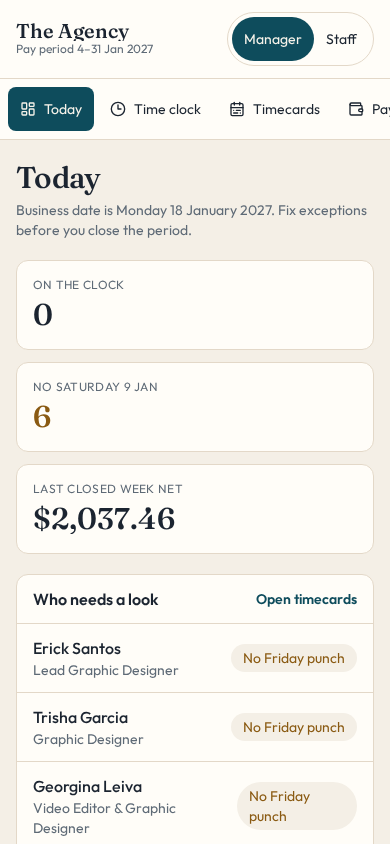 The Agency
Pay period 4–31 Jan 2027
Manager
Staff
Today
Time clock
Timecards
Today
Business date is Monday 18 January 2027. Fix exceptions
before you close the period.
ON THE CLOCK
0
NO SATURDAY 9 JAN
6
LAST CLOSED WEEK NET
$2,037.46
Who needs a look
Open timecards
Erick Santos
No Friday punch
Lead Graphic Designer
Trisha Garcia
No Friday punch
Graphic Designer
Georgina Leiva
No Friday
punch
Video Editor & Graphic
Designer